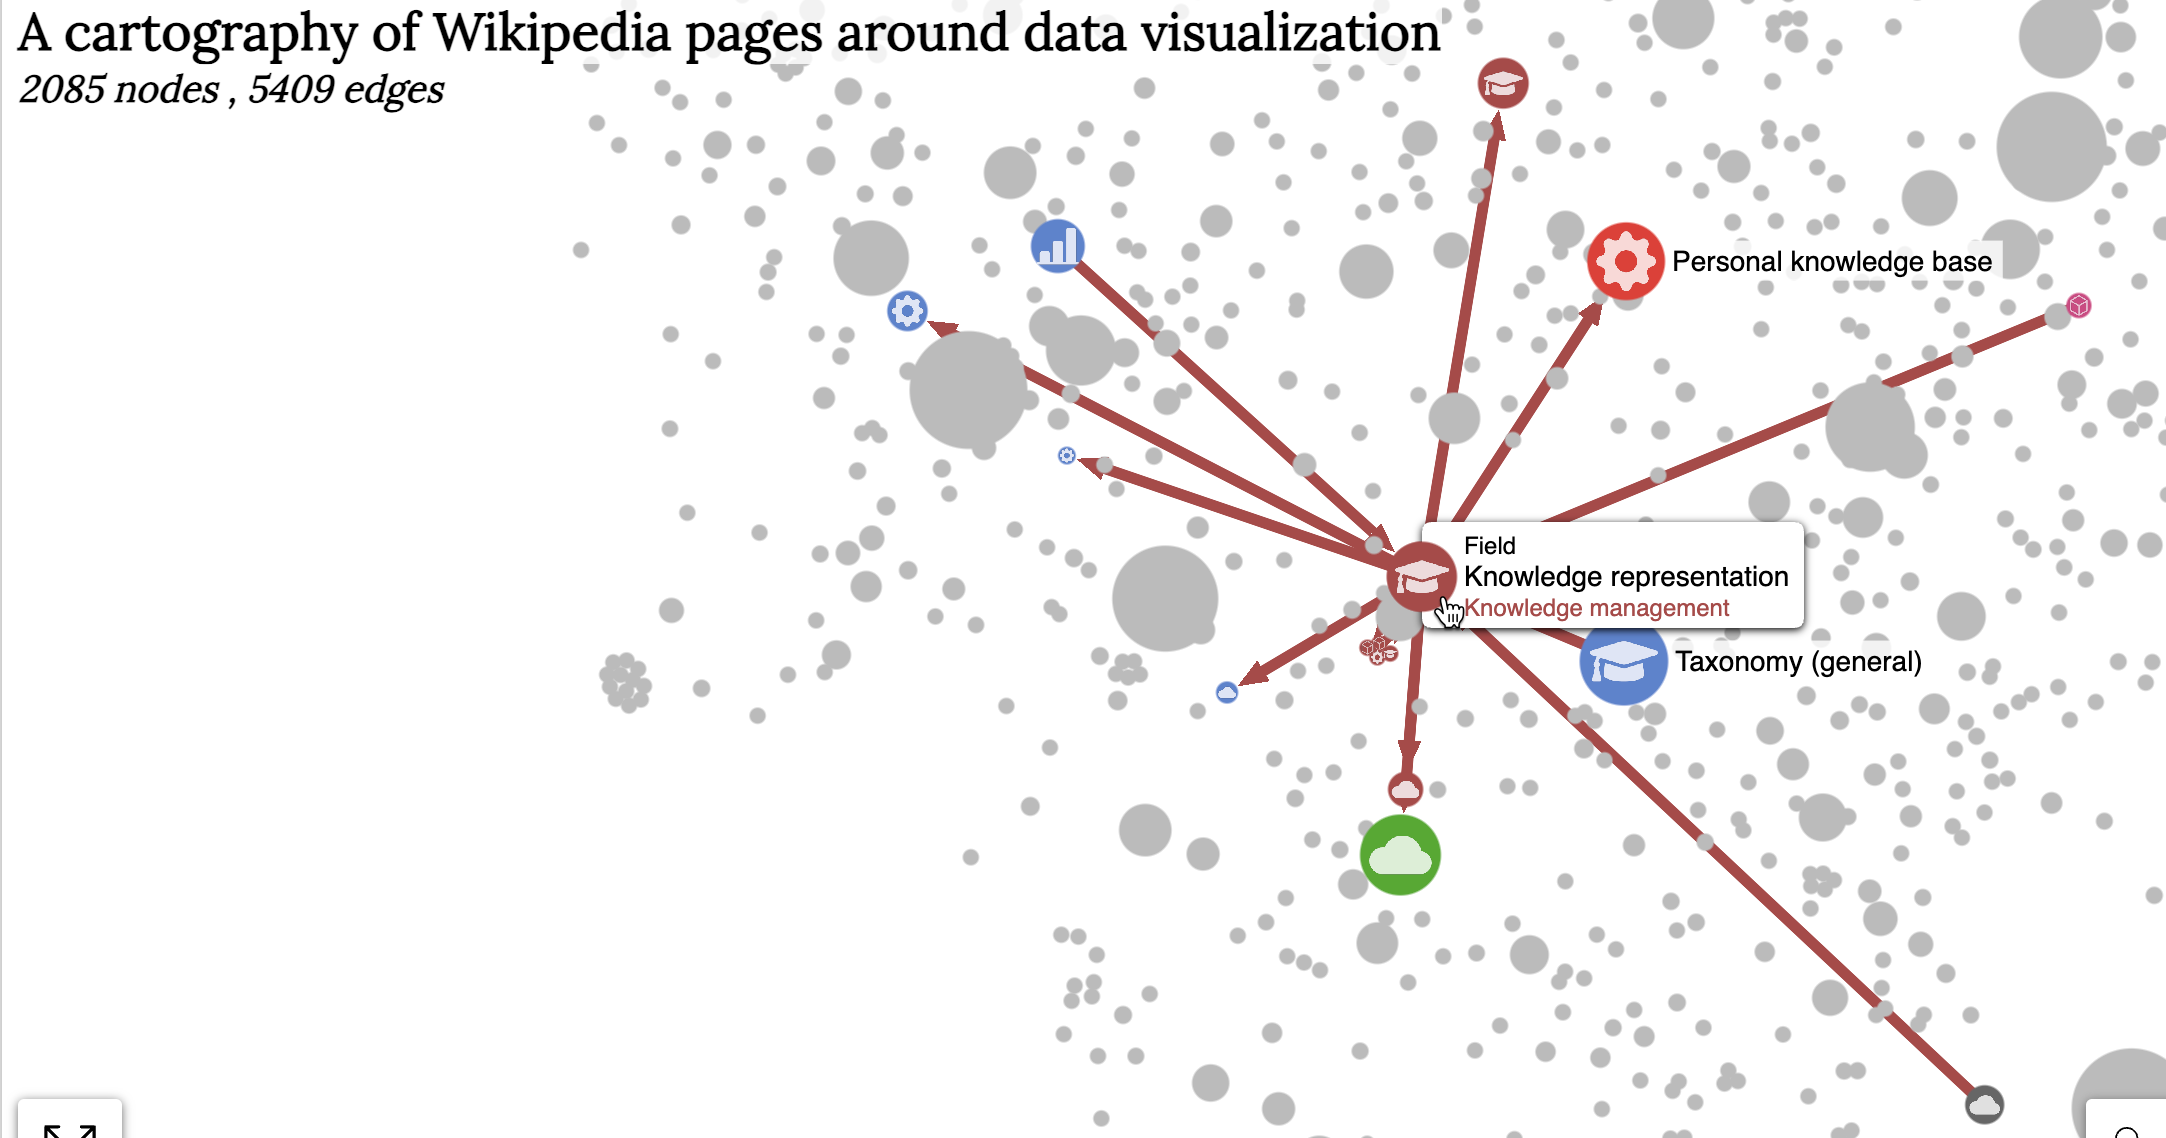 A cartography of Wikipedia pages around data visualization
2085 nodes , 5409 edges
Personal knowledge base
Field
Knowledge representation
Knowledge management
Taxonomy (general)